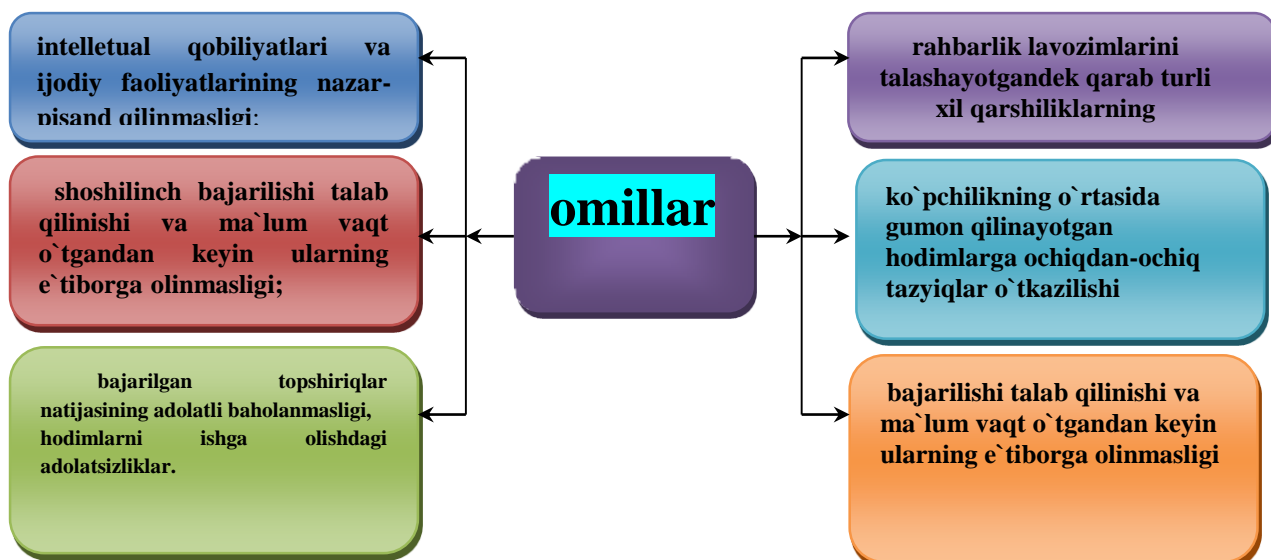 intelletual qobiliyatlari va
ijodiy faoliyatlarining nazar-
pisand qilinmasligi;
shoshilinch bajarilishi talab
qilinishi va ma`lum vaqt
o`tgandan keyin ularning
e`tiborga olinmasligi;
bajarilgan topshiriqlar
natijasining adolatli baholanmasligi,
hodimlarni ishga olishdagi
adolatsizliklar.
omillar
rahbarlik lavozimlarini
talashayotgandek qarab turli
xil qarshiliklarning
ko`pchilikning o`rtasida
gumon qilinayotgan
hodimlarga ochiqdan-ochiq
tazyiqlar o`tkazilishi
bajarilishi talab qilinishi va
ma`lum vaqt o`tgandan keyin
ularning e`tiborga olinmasligi